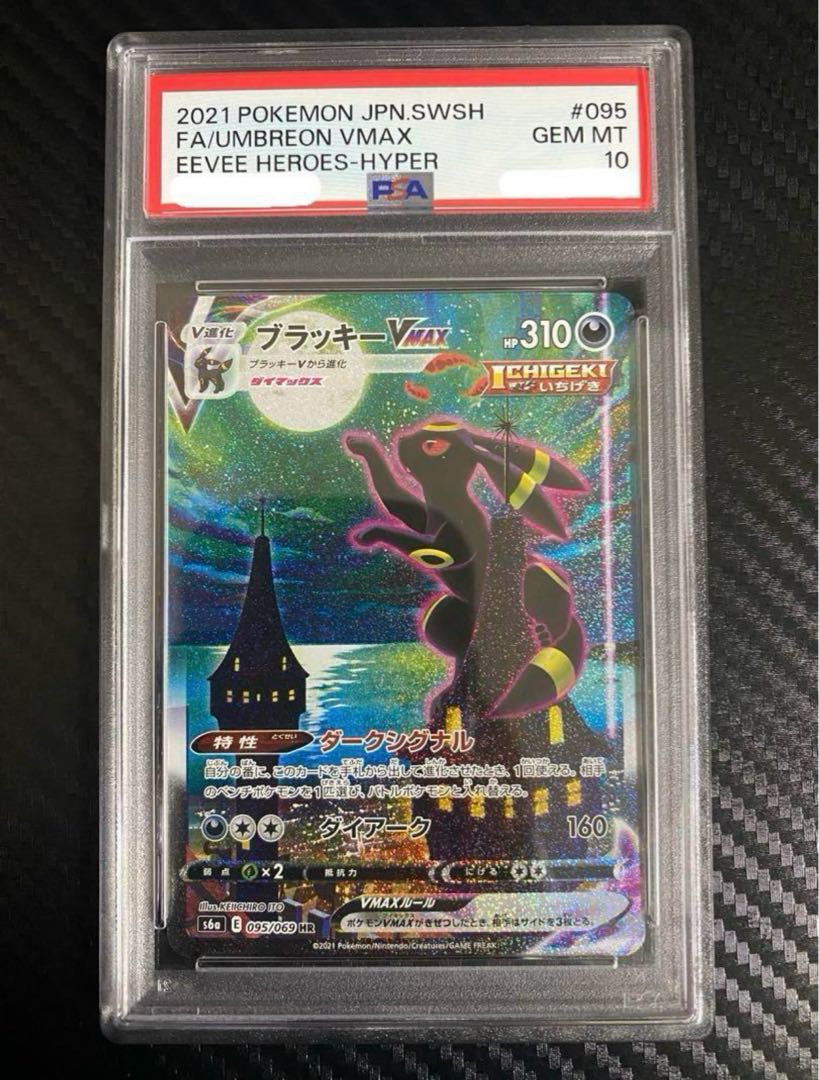 2021 POKEMON JPN.SWSH #095
FA/UMBREON VMAX GEM MT
EEVEE HEROES-HYPER 10
PSA
V進化 ブラッキーVMAX HP 310
ブラッキーVから進化
ダイマックス
ICHIGEKI
いちげき
特性 とくせい ダークシグナル
自分の番に、このカードを手札から出して進化させたとき、1回使える。相手
のベンチポケモンを1匹選び、バトルポケモンと入れ替える。
ダイアーク 160
弱点 ×2 抵抗力 にげる
Illus. KEIICHIRO ITO
VMAXルール
ポケモンVMAXがきぜつしたとき、相手はサイドを3枚とる。
s6a E 095/069 HR
©2021 Pokémon/Nintendo/Creatures/GAME FREAK.